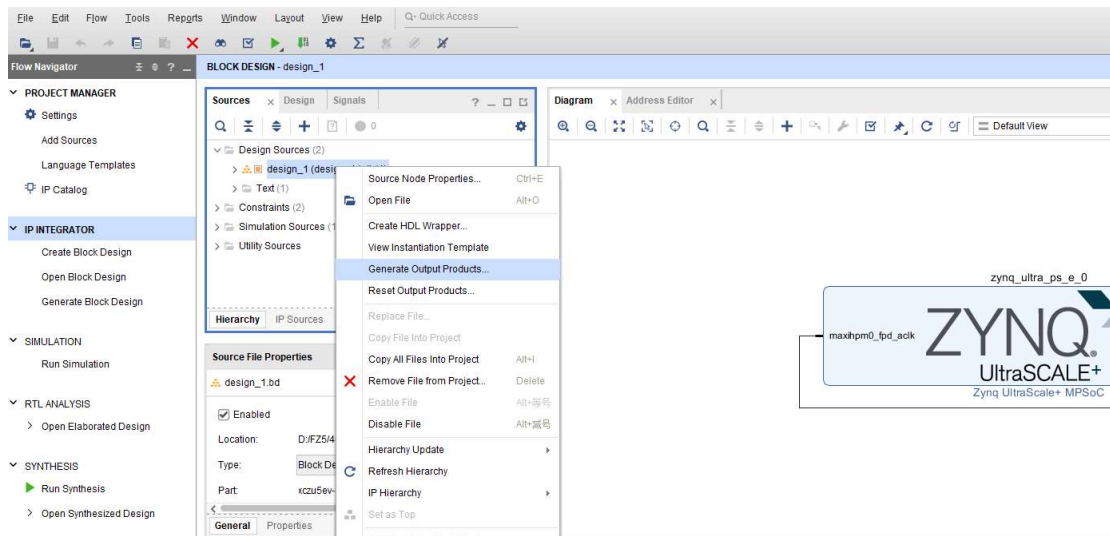 File Edit Flow Tools Reports Window Layout View Help Q- Quick Access
Flow Navigator
BLOCK DESIGN - design_1
PROJECT MANAGER
Settings
Add Sources
Language Templates
IP Catalog
IP INTEGRATOR
Create Block Design
Open Block Design
Generate Block Design
SIMULATION
Run Simulation
RTL ANALYSIS
Open Elaborated Design
SYNTHESIS
Run Synthesis
Open Synthesized Design
Sources Design Signals
0
Design Sources (2)
design_1
Text (1)
Constraints (2)
Simulation Sources
Utility Sources
Hierarchy IP Sources
Source File Properties
design_1.bd
Enabled
Location: D:/FZ5/4
Type: Block De
Part: xczu5ev-
General Properties
Source Node Properties... Ctrl+E
Open File Alt+O
Create HDL Wrapper...
View Instantiation Template
Generate Output Products...
Reset Output Products...
Replace File...
Copy File Into Project
Copy All Files Into Project Alt+I
Remove File from Project... Delete
Enable File Alt+等号
Disable File Alt+减号
Hierarchy Update
Refresh Hierarchy
IP Hierarchy
Set as Top
Diagram Address Editor
Default View
zynq_ultra_ps_e_0
maxihpm0_fpd_aclk
ZYNQ
UltraSCALE+
Zynq UltraScale+ MPSoC